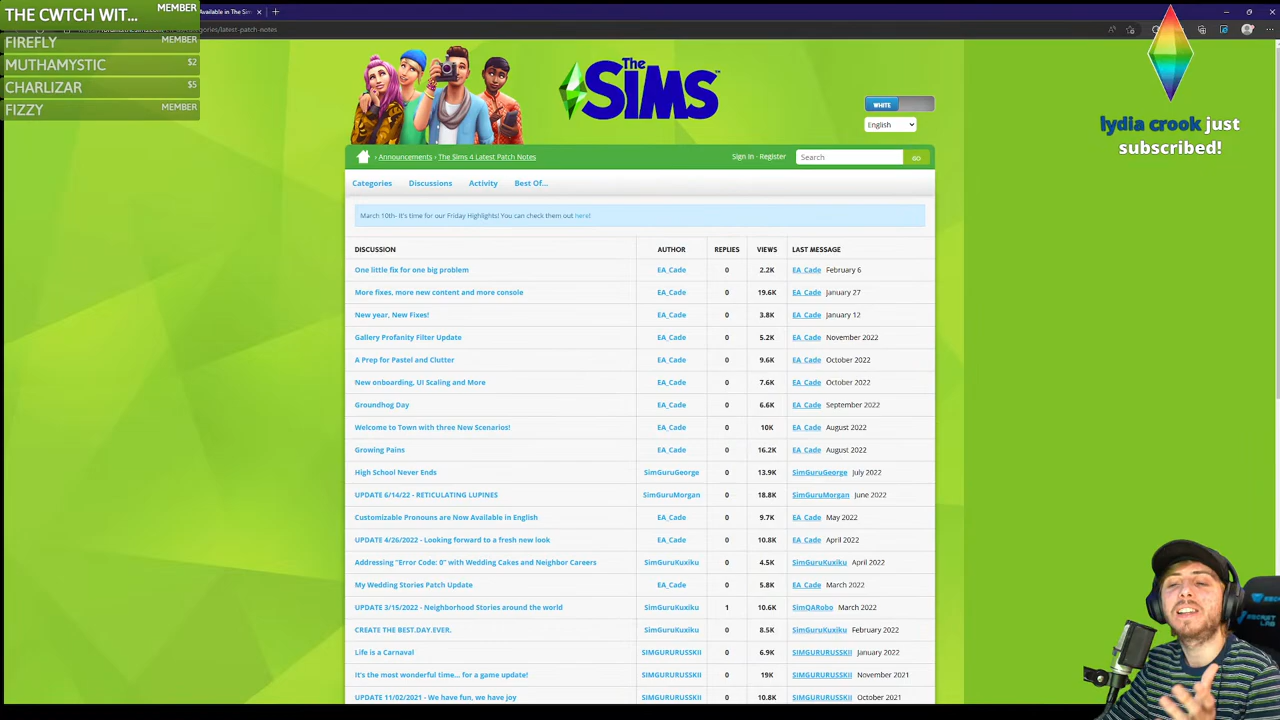 THE CWTCH WIT... MEMBER
FIREFLY MEMBER
MUTHAMYSTIC $2
CHARLIZAR $5
FIZZY MEMBER
Available in The Sim
categories/latest-patch-notes
The SIMS
WHITE
English
lydia crook just
subscribed!
› Announcements › The Sims 4 Latest Patch Notes
Sign In · Register
Search
GO
Categories Discussions Activity Best Of...
March 10th- It's time for our Friday Highlights! You can check them out here!
DISCUSSION AUTHOR REPLIES VIEWS LAST MESSAGE
One little fix for one big problem EA_Cade 0 2.2K EA_Cade February 6
More fixes, more new content and more console EA_Cade 0 19.6K EA_Cade January 27
New year, New Fixes! EA_Cade 0 3.8K EA_Cade January 12
Gallery Profanity Filter Update EA_Cade 0 5.2K EA_Cade November 2022
A Prep for Pastel and Clutter EA_Cade 0 9.6K EA_Cade October 2022
New onboarding, UI Scaling and More EA_Cade 0 7.6K EA_Cade October 2022
Groundhog Day EA_Cade 0 6.6K EA_Cade September 2022
Welcome to Town with three New Scenarios! EA_Cade 0 10K EA_Cade August 2022
Growing Pains EA_Cade 0 16.2K EA_Cade August 2022
High School Never Ends SimGuruGeorge 0 13.9K SimGuruGeorge July 2022
UPDATE 6/14/22 - RETICULATING LUPINES SimGuruMorgan 0 18.8K SimGuruMorgan June 2022
Customizable Pronouns are Now Available in English EA_Cade 0 9.7K EA_Cade May 2022
UPDATE 4/26/2022 - Looking forward to a fresh new look EA_Cade 0 10.8K EA_Cade April 2022
Addressing "Error Code: 0" with Wedding Cakes and Neighbor Careers SimGuruKuxiku 0 4.5K SimGuruKuxiku April 2022
My Wedding Stories Patch Update EA_Cade 0 5.8K EA_Cade March 2022
UPDATE 3/15/2022 - Neighborhood Stories around the world SimGuruKuxiku 1 10.6K SimQARobo March 2022
CREATE THE BEST.DAY.EVER. SimGuruKuxiku 0 8.5K SimGuruKuxiku February 2022
Life is a Carnaval SIMGURURUSSKII 0 6.9K SIMGURURUSSKII January 2022
It's the most wonderful time... for a game update! SIMGURURUSSKII 0 19K SIMGURURUSSKII November 2021
UPDATE 11/02/2021 - We have fun, we have joy SIMGURURUSSKII 0 10.8K SIMGURURUSSKII October 2021
SECRET